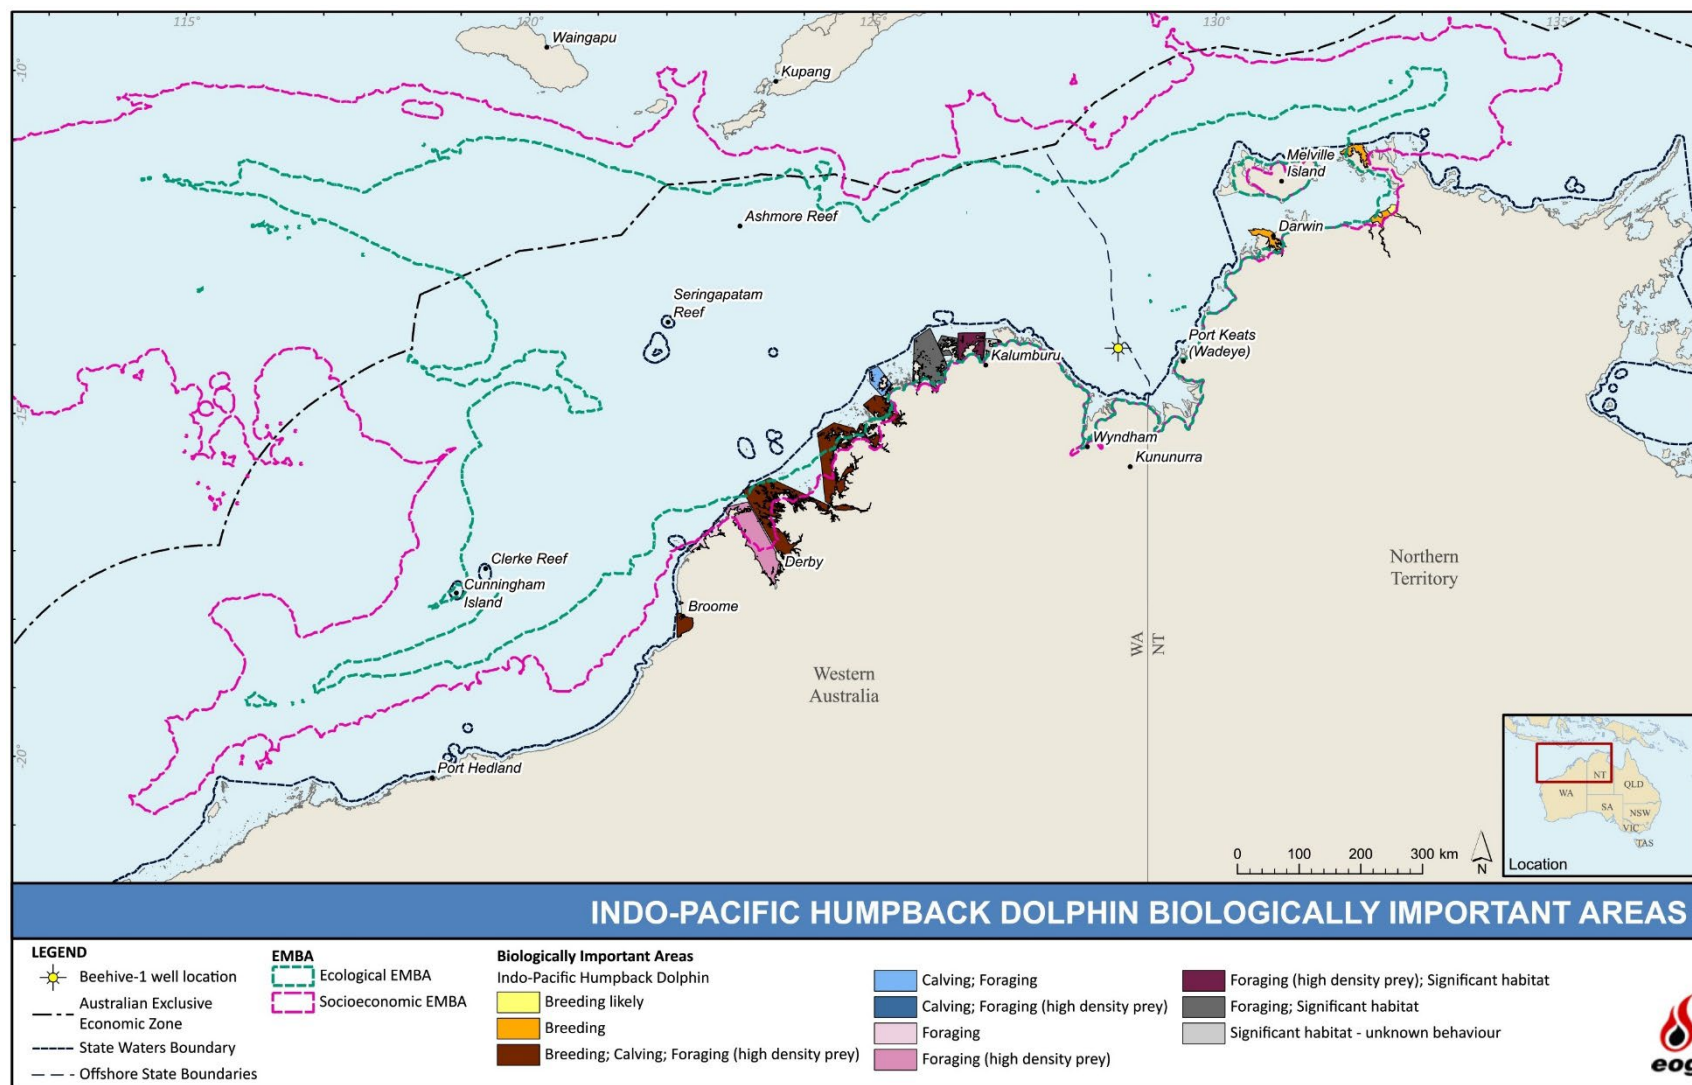 115°
120°
125°
130°
135°
-10°
-15°
-20°
Waingapu
Kupang
Ashmore Reef
Seringapatam
Reef
Melville
Island
Darwin
Port Keats
(Wadeye)
Kalumburu
Wyndham
Kununurra
Clerke Reef
Cunningham
Island
Derby
Broome
Port Hedland
Western
Australia
Northern
Territory
WA
NT
0 100 200 300 km
N
WA
NT
QLD
SA
NSW
VIC
TAS
Location
INDO-PACIFIC HUMPBACK DOLPHIN BIOLOGICALLY IMPORTANT AREAS
LEGEND
Beehive-1 well location
Australian Exclusive
Economic Zone
State Waters Boundary
Offshore State Boundaries
EMBA
Ecological EMBA
Socioeconomic EMBA
Biologically Important Areas
Indo-Pacific Humpback Dolphin
Breeding likely
Breeding
Breeding; Calving; Foraging (high density prey)
Calving; Foraging
Calving; Foraging (high density prey)
Foraging
Foraging (high density prey)
Foraging (high density prey); Significant habitat
Foraging; Significant habitat
Significant habitat - unknown behaviour
eog